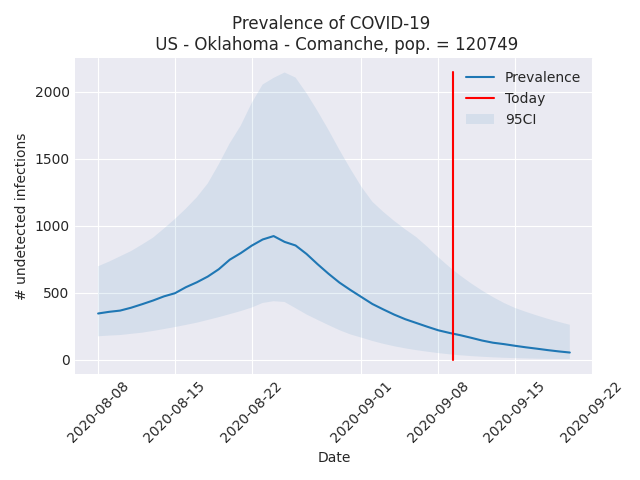 Prevalence of COVID-19
US - Oklahoma - Comanche, pop. = 120749
Prevalence
Today
95CI
# undetected infections
2000
1500
1000
500
0
2020-08-08
2020-08-15
2020-08-22
2020-09-01
2020-09-08
2020-09-15
2020-09-22
Date